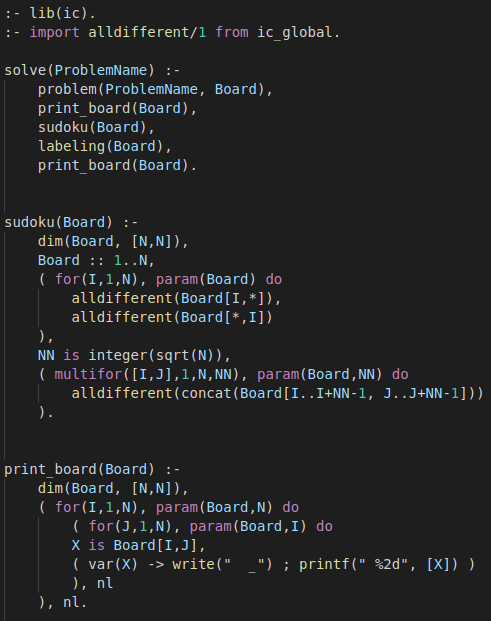 :- lib(ic).
:- import alldifferent/1 from ic_global.

solve(ProblemName) :-
    problem(ProblemName, Board),
    print_board(Board),
    sudoku(Board),
    labeling(Board),
    print_board(Board).


sudoku(Board) :-
    dim(Board, [N,N]),
    Board :: 1..N,
    ( for(I,1,N), param(Board) do
        alldifferent(Board[I,*]),
        alldifferent(Board[*,I])
    ),
    NN is integer(sqrt(N)),
    ( multifor([I,J],1,N,NN), param(Board,NN) do
        alldifferent(concat(Board[I..I+NN-1, J..J+NN-1]))
    ).


print_board(Board) :-
    dim(Board, [N,N]),
    ( for(I,1,N), param(Board,N) do
        ( for(J,1,N), param(Board,I) do
        X is Board[I,J],
        ( var(X) -> write("  _") ; printf(" %2d", [X]) )
        ), nl
    ), nl.